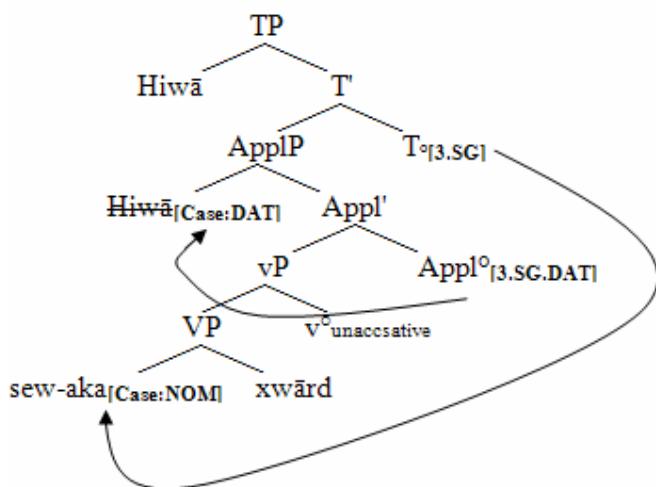 TP
Hiwā T'
ApplP T°[3.SG]
Hiwā[Case:DAT] Appl'
vP Appl°[3.SG.DAT]
VP v°unaccsative
sew-aka[Case:NOM] xwārd